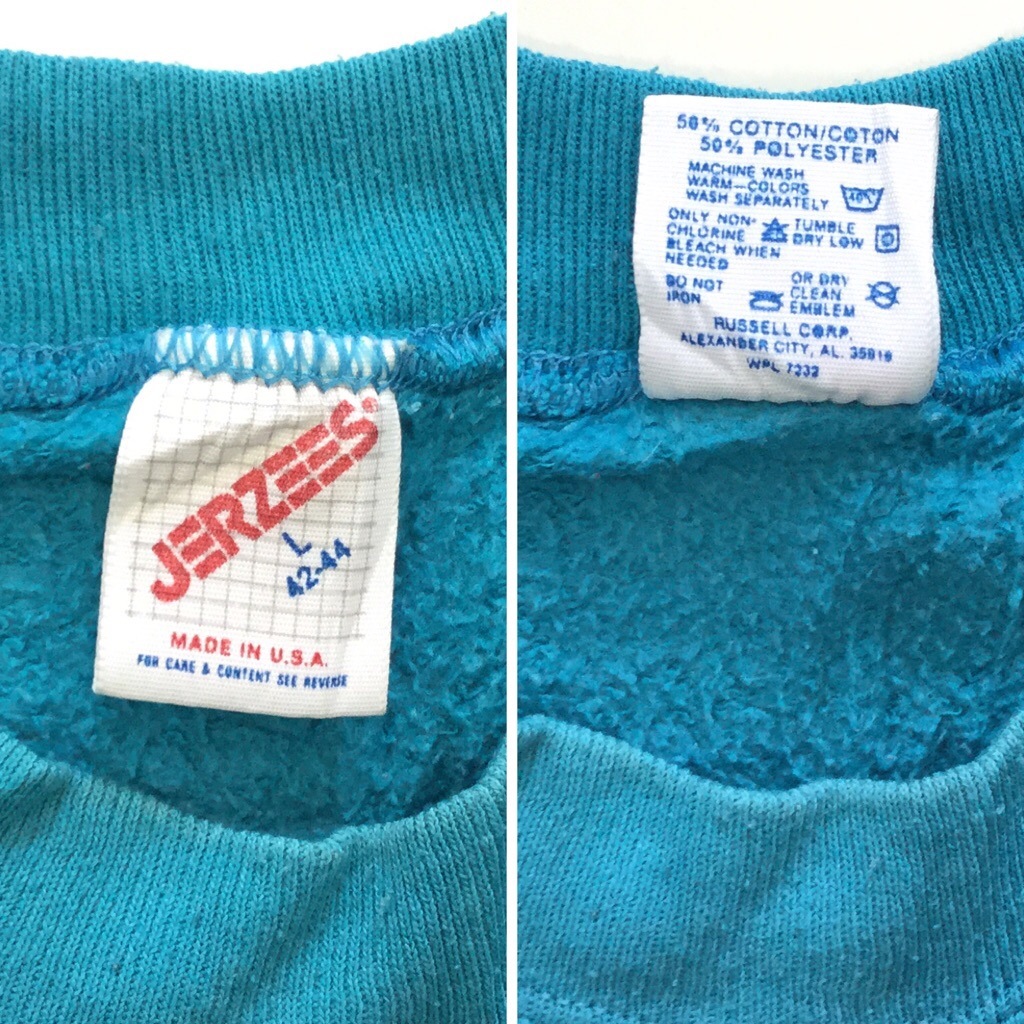 JERZEES
L
42-44
MADE IN U.S.A.
FOR CARE & CONTENT SEE REVERSE
50% COTTON/COTON
50% POLYESTER
MACHINE WASH
WARM-COLORS
WASH SEPARATELY
40°
ONLY NON-
CHLORINE
BLEACH WHEN
NEEDED
TUMBLE
DRY LOW
DO NOT
IRON
OR DRY
CLEAN
EMBLEM
RUSSELL CORP.
ALEXANDER CITY, AL. 35010
WPL 7233